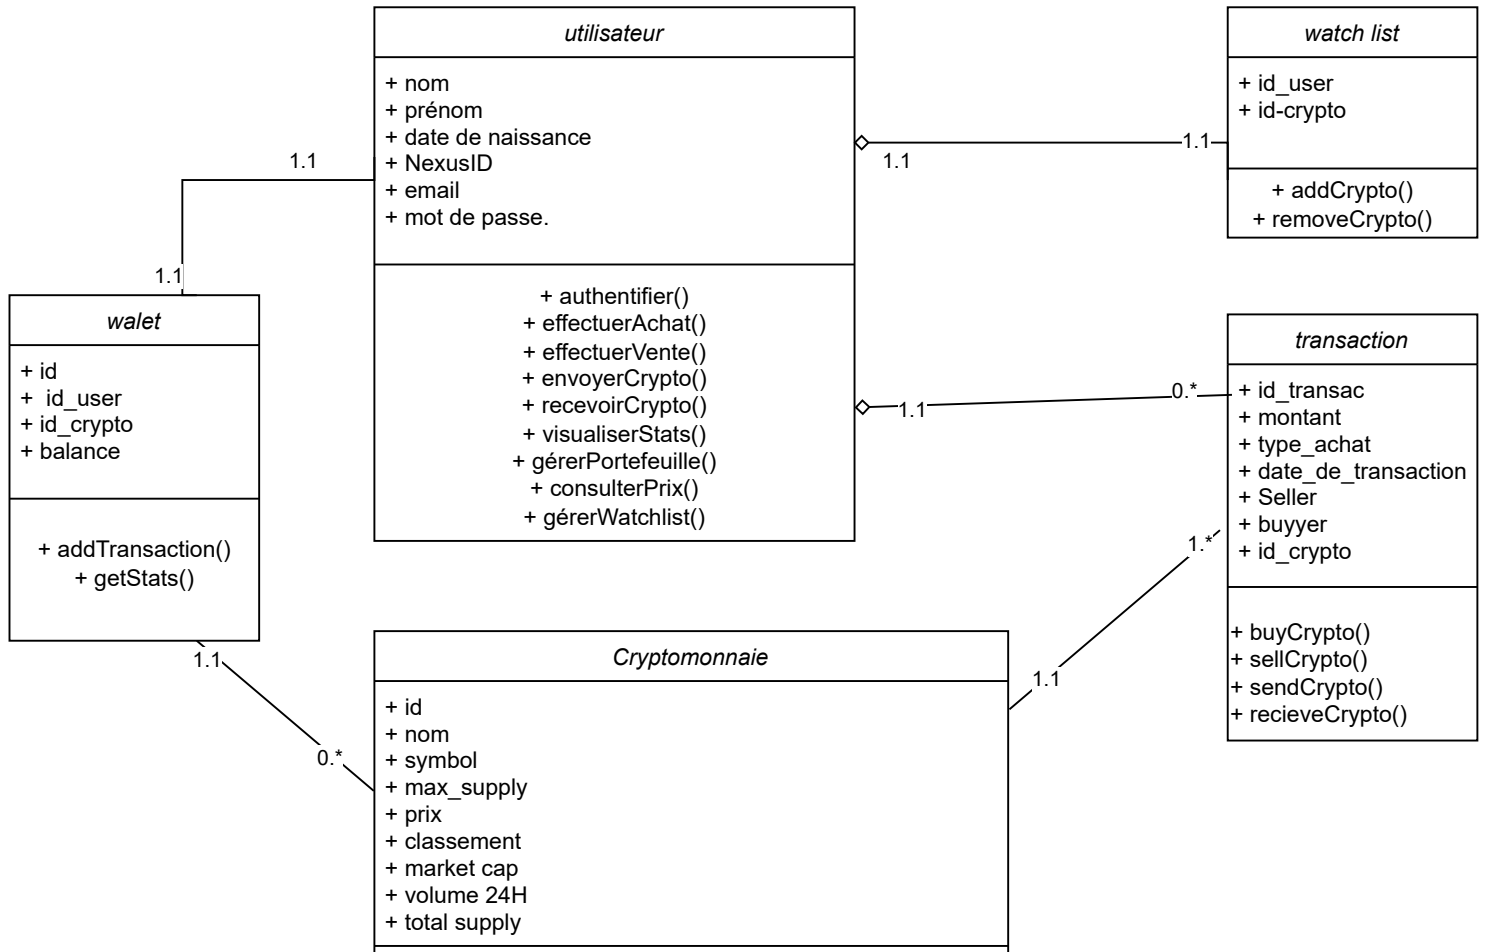 utilisateur
+ nom
+ prénom
+ date de naissance
+ NexusID
+ email
+ mot de passe.
+ authentifier()
+ effectuerAchat()
+ effectuerVente()
+ envoyerCrypto()
+ recevoirCrypto()
+ visualiserStats()
+ gérerPortefeuille()
+ consulterPrix()
+ gérerWatchlist()
watch list
+ id_user
+ id-crypto
+ addCrypto()
+ removeCrypto()
1.1
1.1
1.1
1.1
walet
+ id
+ id_user
+ id_crypto
+ balance
+ addTransaction()
+ getStats()
transaction
+ id_transac
+ montant
+ type_achat
+ date_de_transaction
+ Seller
+ buyyer
+ id_crypto
+ buyCrypto()
+ sellCrypto()
+ sendCrypto()
+ recieveCrypto()
1.1
0.*
1.*
1.1
1.1
0.*
Cryptomonnaie
+ id
+ nom
+ symbol
+ max_supply
+ prix
+ classement
+ market cap
+ volume 24H
+ total supply